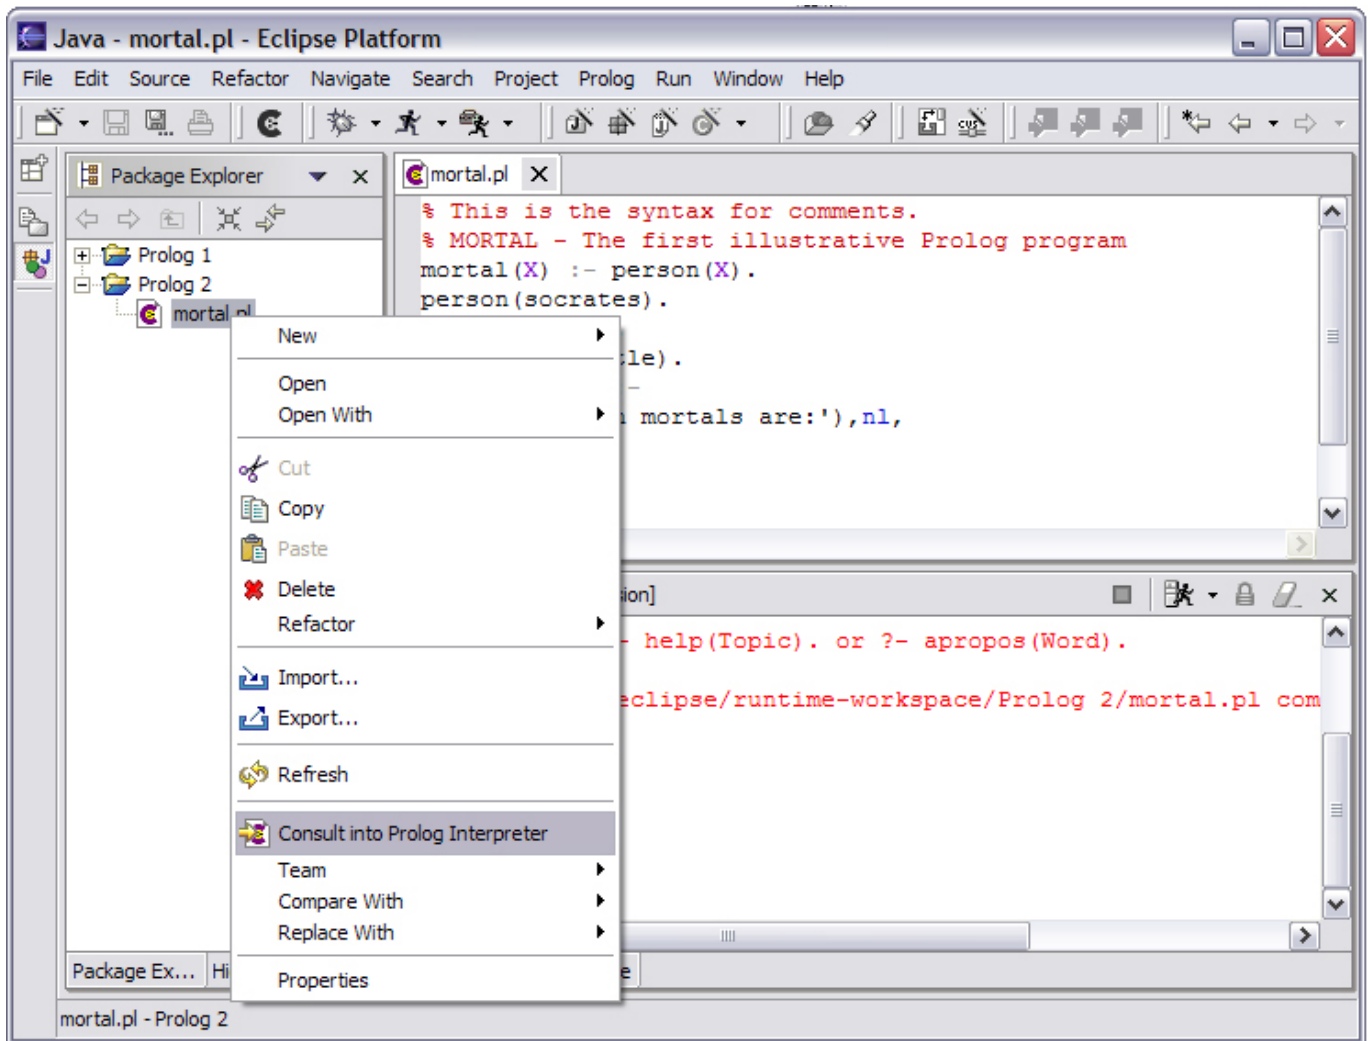 Java - mortal.pl - Eclipse Platform
File Edit Source Refactor Navigate Search Project Prolog Run Window Help
Package Explorer
mortal.pl
Prolog 1
Prolog 2
mortal.pl
% This is the syntax for comments.
% MORTAL - The first illustrative Prolog program
mortal(X) :- person(X).
person(socrates).
tle).
-
mortals are:'),nl,
New
Open
Open With
Cut
Copy
Paste
Delete
Refactor
Import...
Export...
Refresh
Consult into Prolog Interpreter
Team
Compare With
Replace With
Properties
sion]
- help(Topic). or ?- apropos(Word).
eclipse/runtime-workspace/Prolog 2/mortal.pl com
Package Ex... Hi
e
mortal.pl - Prolog 2